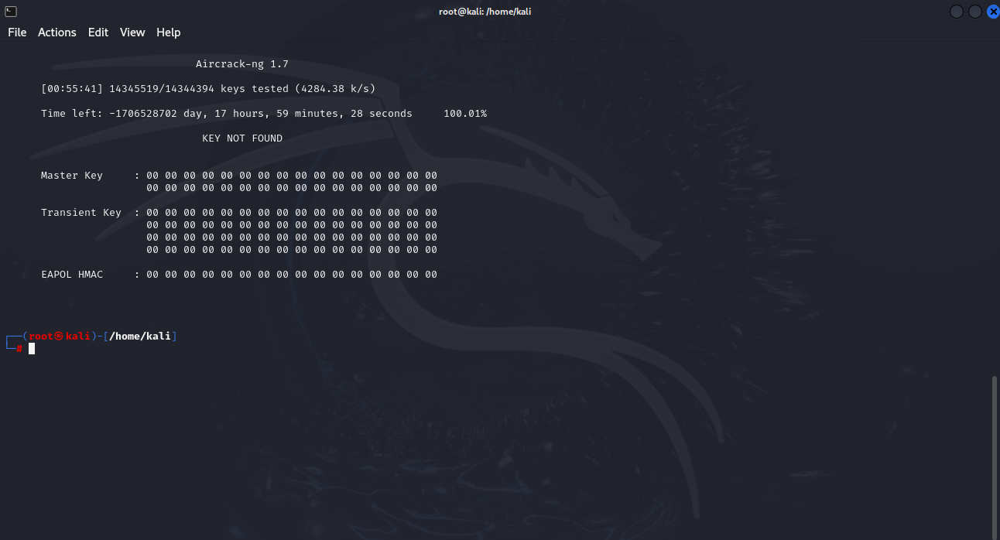 root@kali: /home/kali
File Actions Edit View Help
Aircrack-ng 1.7
[00:55:41] 14345519/14344394 keys tested (4284.38 k/s)
Time left: -1706528702 day, 17 hours, 59 minutes, 28 seconds 100.01%
KEY NOT FOUND
Master Key : 00 00 00 00 00 00 00 00 00 00 00 00 00 00 00 00
00 00 00 00 00 00 00 00 00 00 00 00 00 00 00 00
Transient Key : 00 00 00 00 00 00 00 00 00 00 00 00 00 00 00 00
00 00 00 00 00 00 00 00 00 00 00 00 00 00 00 00
00 00 00 00 00 00 00 00 00 00 00 00 00 00 00 00
00 00 00 00 00 00 00 00 00 00 00 00 00 00 00 00
EAPOL HMAC : 00 00 00 00 00 00 00 00 00 00 00 00 00 00 00 00
┌──(root㉿kali)-[/home/kali]
└─#